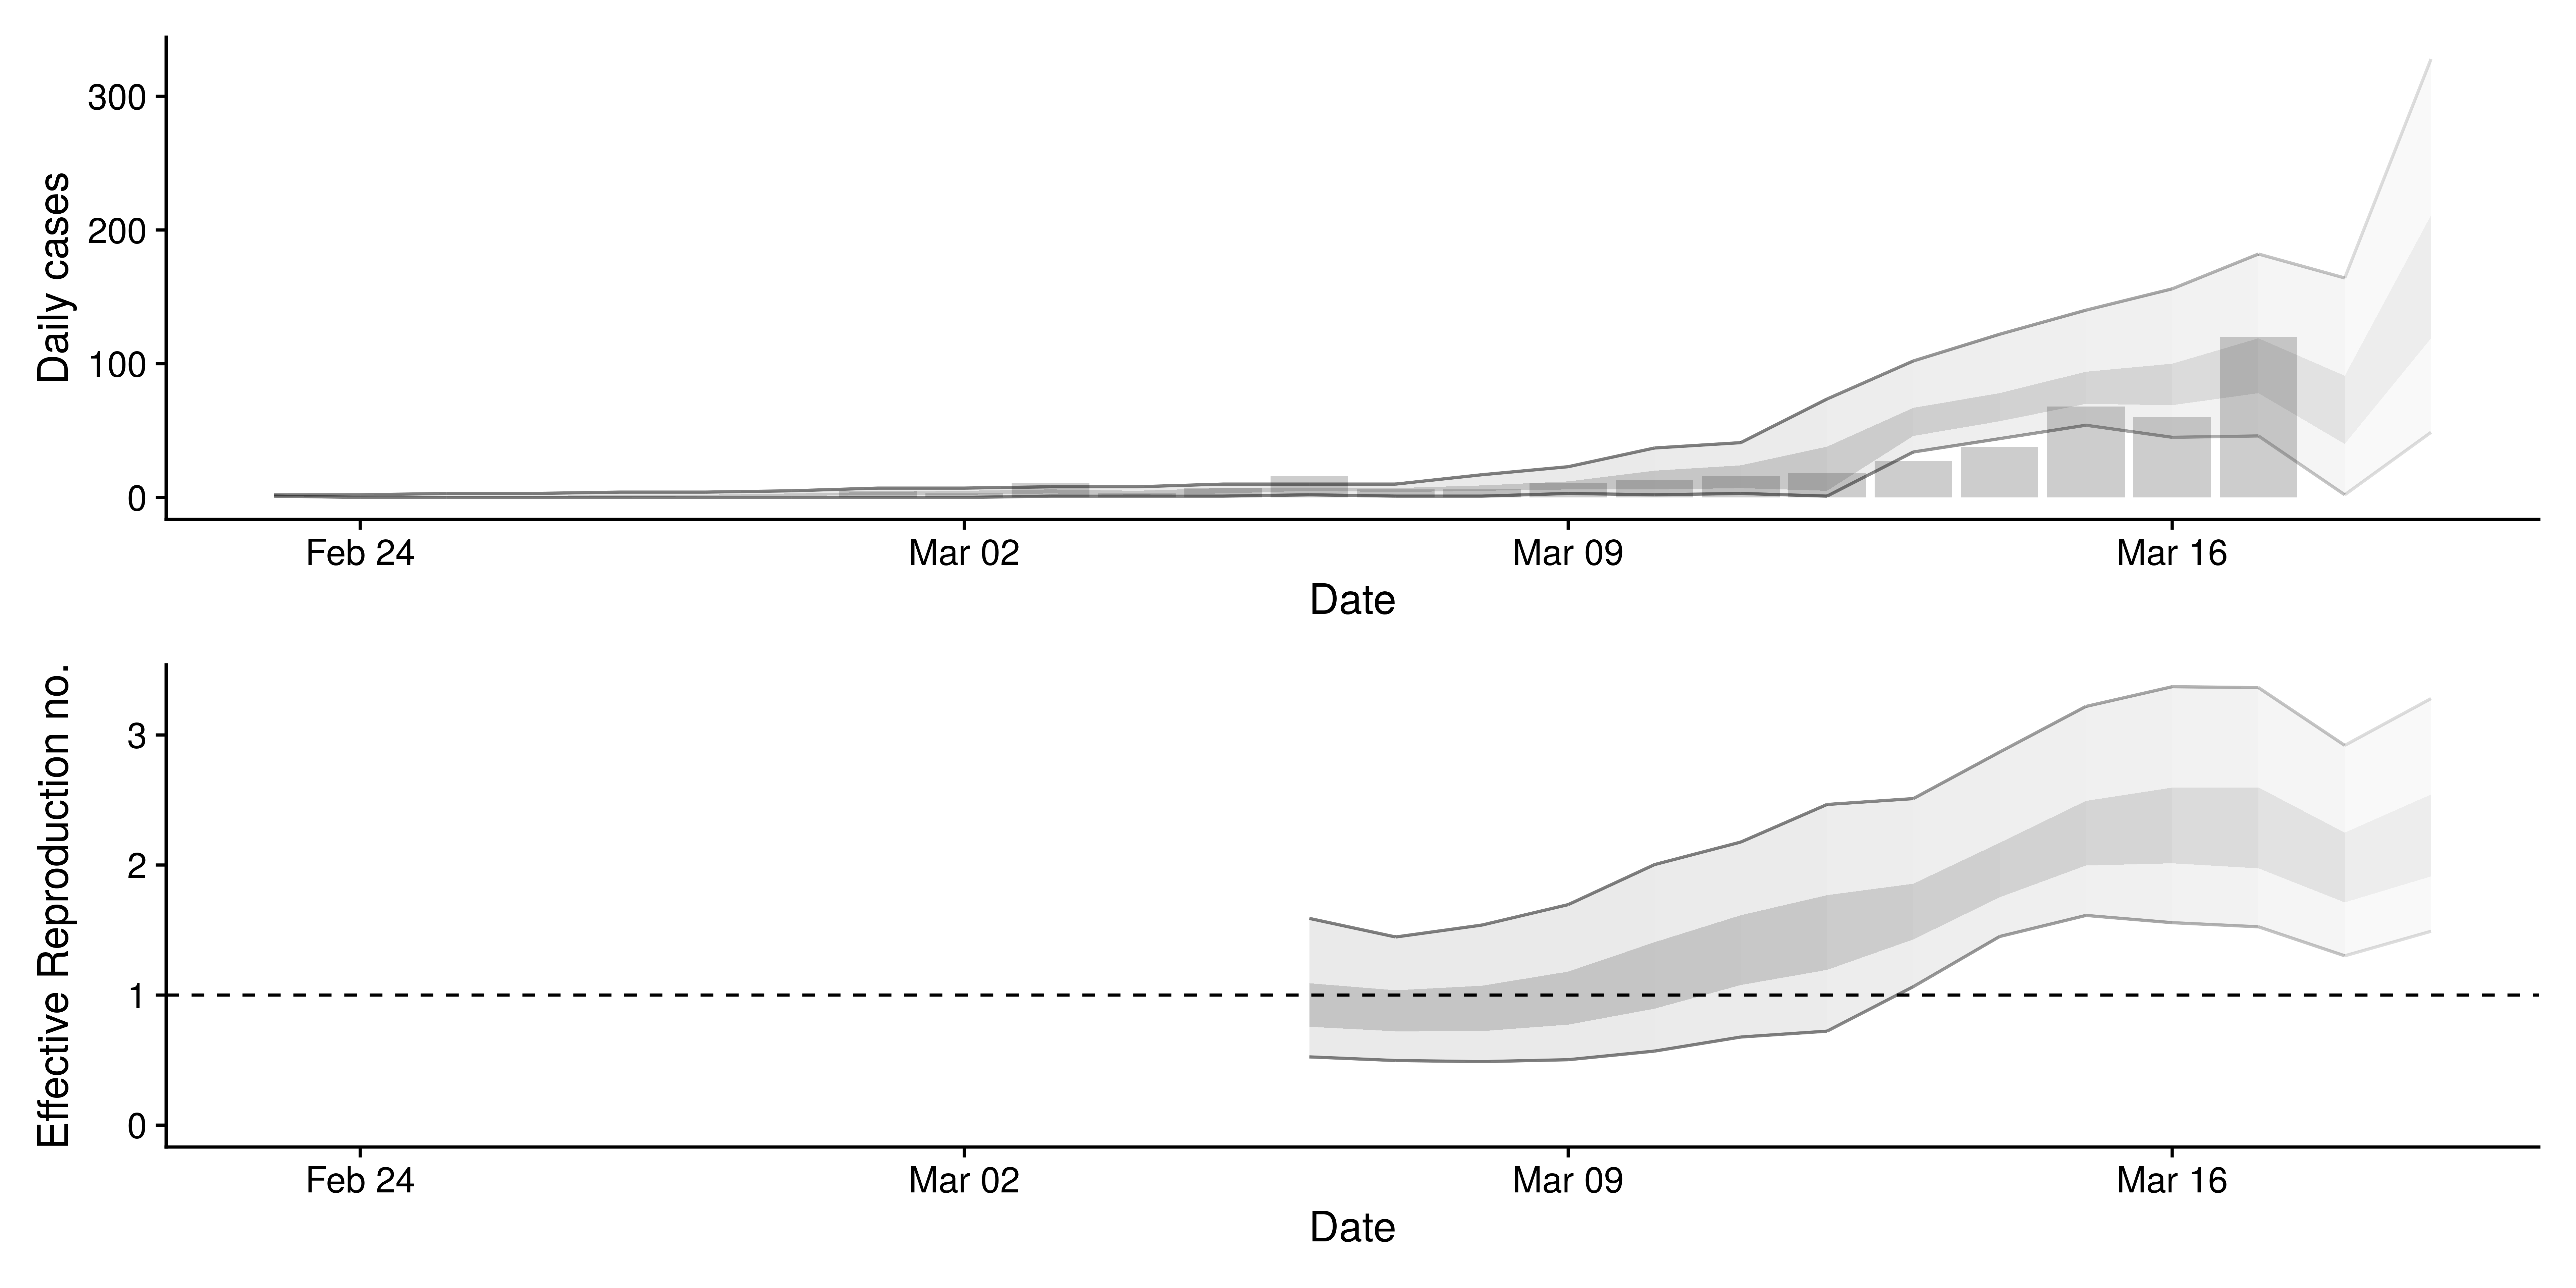 Daily cases
300
200
100
0
Feb 24 Mar 02 Mar 09 Mar 16
Date
Effective Reproduction no.
3
2
1
0
Feb 24 Mar 02 Mar 09 Mar 16
Date